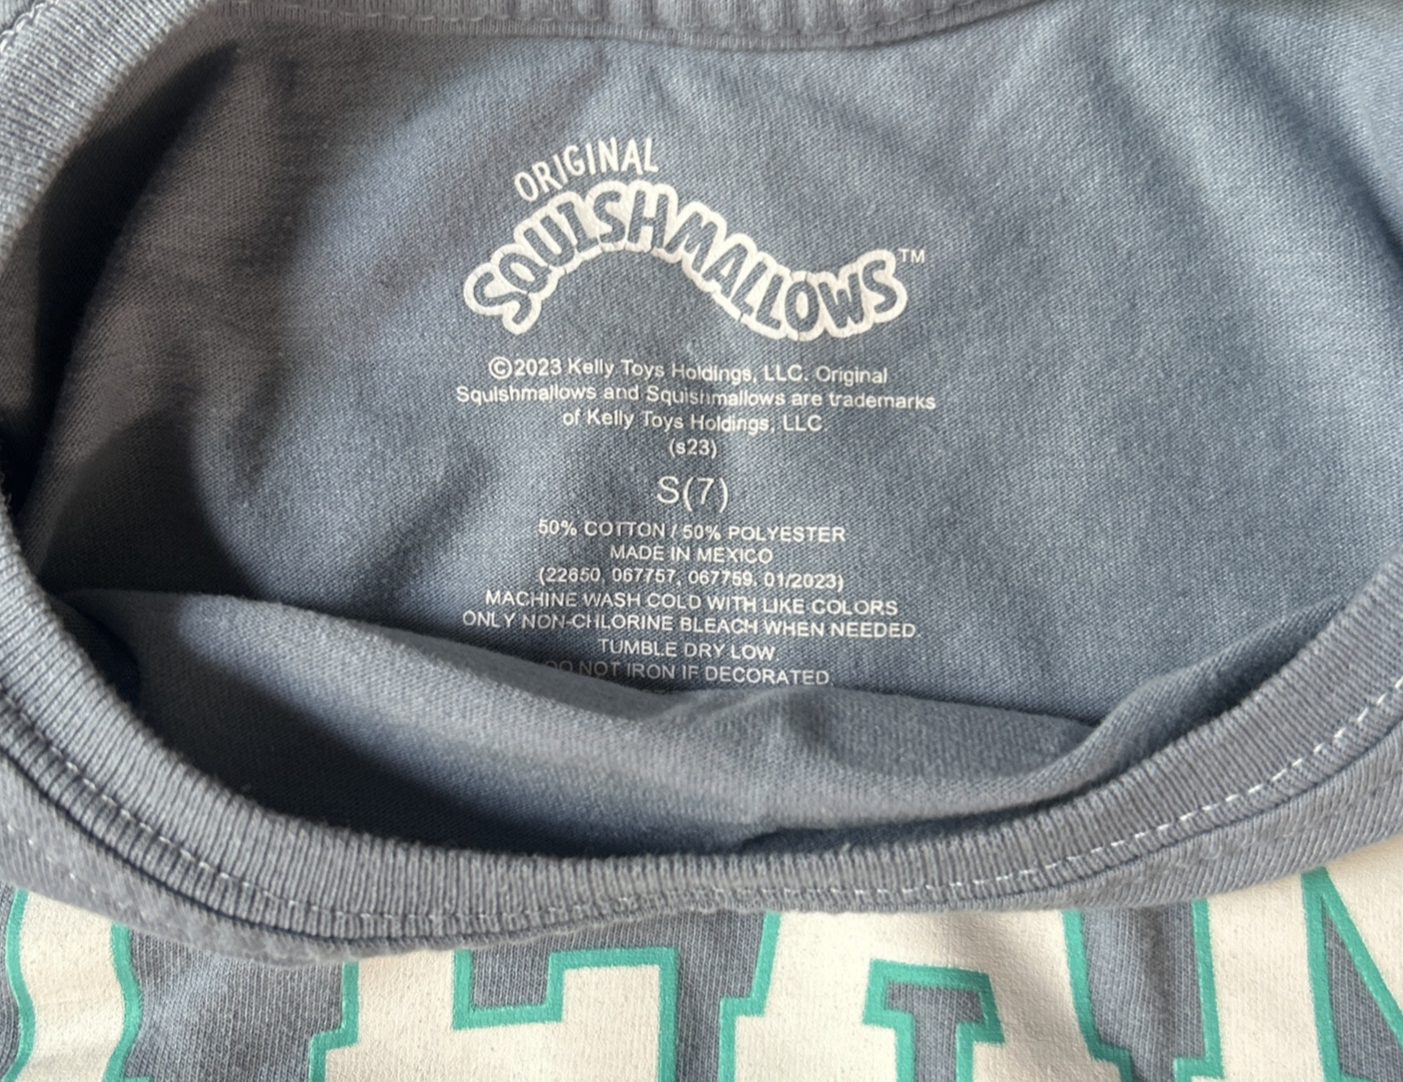 ORIGINAL
SQUISHMALLOWS™
©2023 Kelly Toys Holdings, LLC. Original
Squishmallows and Squishmallows are trademarks
of Kelly Toys Holdings, LLC.
(s23)
S(7)
50% COTTON / 50% POLYESTER
MADE IN MEXICO
(22650, 067757, 067759, 01/2023)
MACHINE WASH COLD WITH LIKE COLORS
ONLY NON-CHLORINE BLEACH WHEN NEEDED.
TUMBLE DRY LOW
DO NOT IRON IF DECORATED